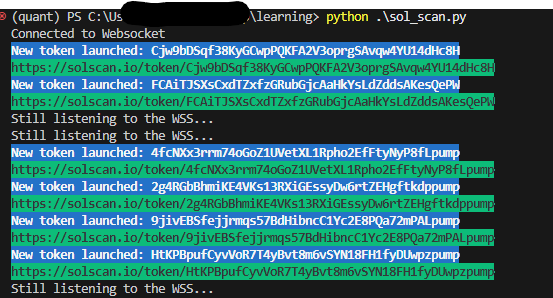 (quant) PS C:\Us \learning> python .\sol_scan.py
Connected to Websocket
New token launched: Cjw9bDSqf38KyGCwpPQKFA2V3oprgSAvqw4YU14dHc8H
https://solscan.io/token/Cjw9bDSqf38KyGCwpPQKFA2V3oprgSAvqw4YU14dHc8H
New token launched: FCAiTJSXsCxdTZxfzGRubGjcAaHkYsLdZddsAKesQePW
https://solscan.io/token/FCAiTJSXsCxdTZxfzGRubGjcAaHkYsLdZddsAKesQePW
Still listening to the WSS...
Still listening to the WSS...
New token launched: 4fcNXx3rrm74oGoZ1UVetXL1Rpho2EfFtyNyP8fLpump
https://solscan.io/token/4fcNXx3rrm74oGoZ1UVetXL1Rpho2EfFtyNyP8fLpump
New token launched: 2g4RGbBhmiKE4VKs13RXiGEssyDw6rtZEHgftkdppump
https://solscan.io/token/2g4RGbBhmiKE4VKs13RXiGEssyDw6rtZEHgftkdppump
New token launched: 9jivEBSfejjrmqs57BdHibncC1Yc2E8PQa72mPALpump
https://solscan.io/token/9jivEBSfejjrmqs57BdHibncC1Yc2E8PQa72mPALpump
New token launched: HtKPBpufCyvVoR7T4yBvt8m6vSYN18FH1fyDUwpzpump
https://solscan.io/token/HtKPBpufCyvVoR7T4yBvt8m6vSYN18FH1fyDUwpzpump
Still listening to the WSS...